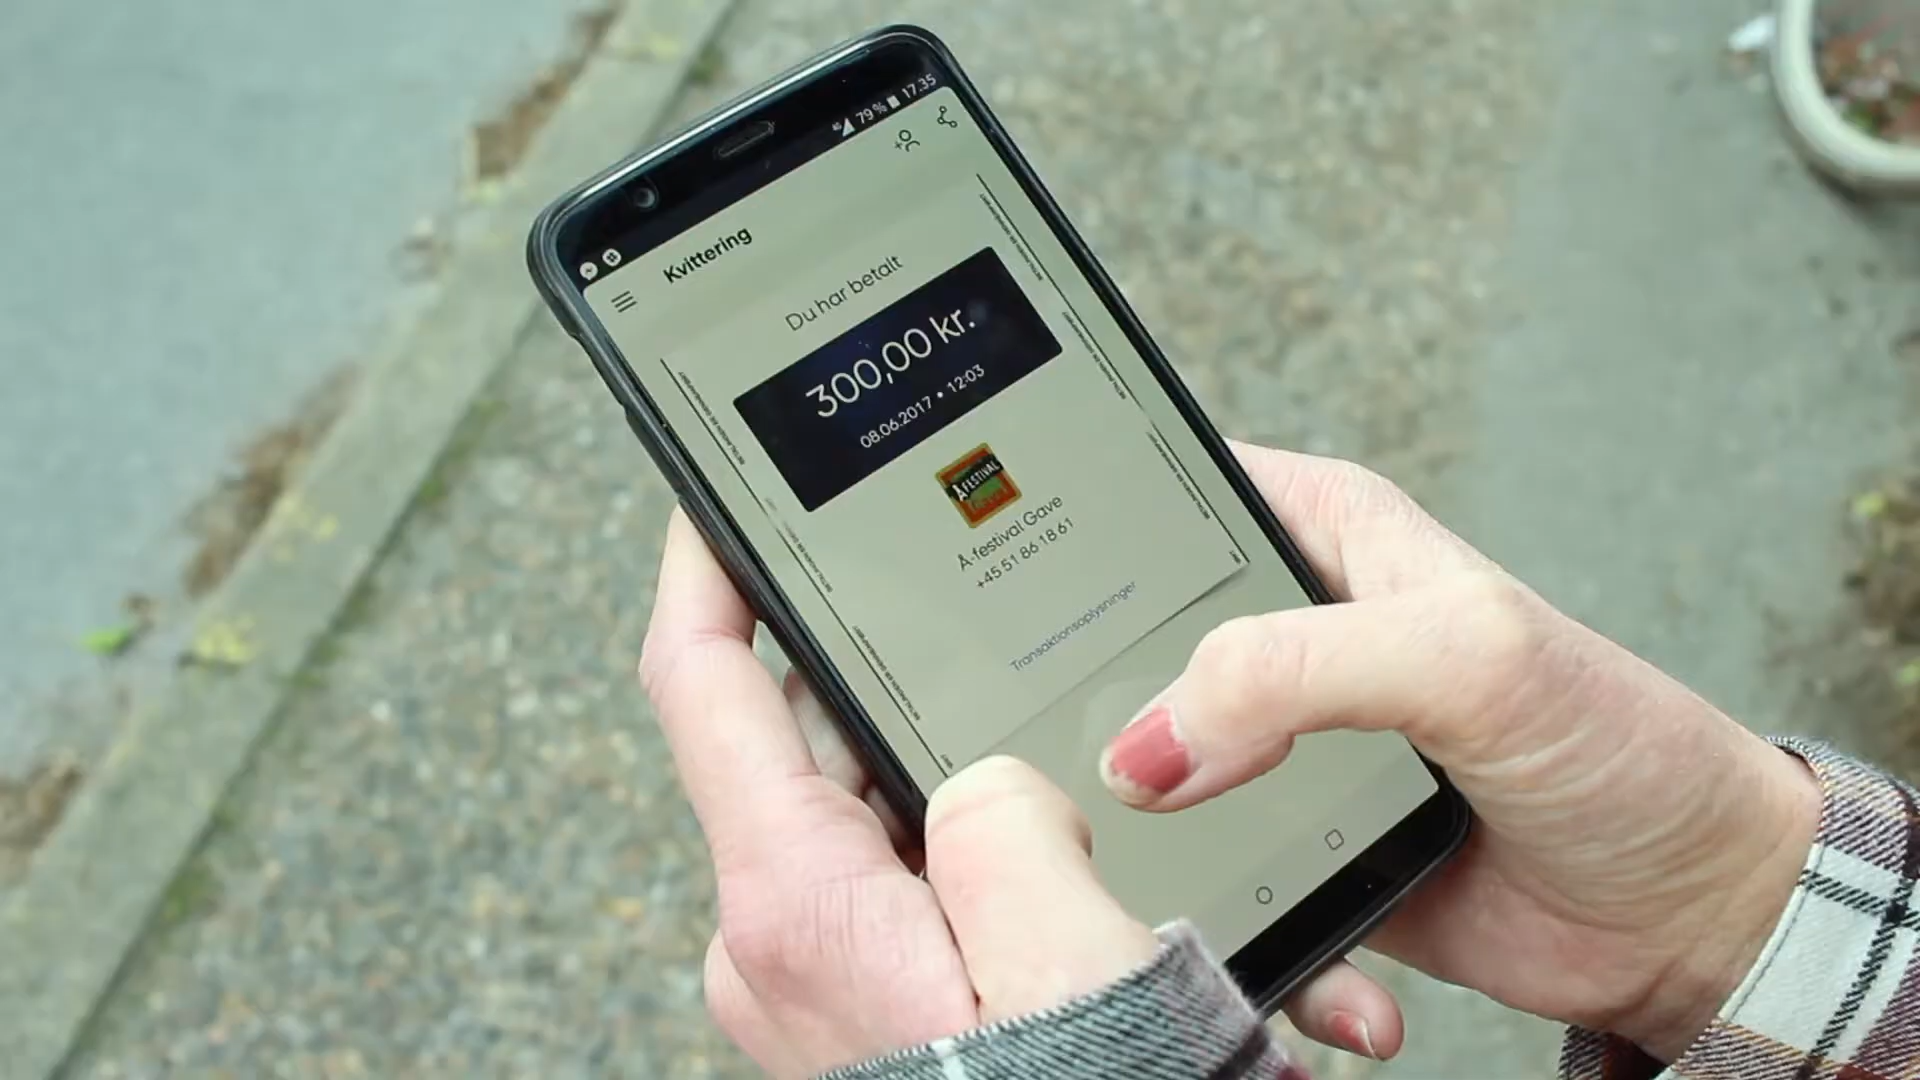 79 % 17.35
Kvittering
Du har betalt
300,00 kr.
08.06.2017 • 12:03
Å FESTIVAL
Å-festival Gave
+45 51 86 18 61
Transaktionsoplysninger